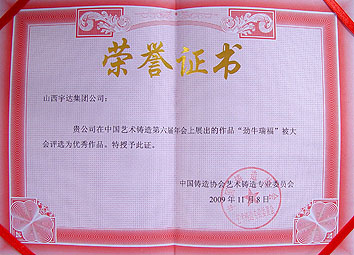 荣誉证书
山西宇达集团公司：
贵公司在中国艺术铸造第六届年会上展出的作品“劲牛瑞福”被大
会评选为优秀作品。特授予此证。
中国铸造协会艺术铸造专业委员会
2009年11月8日